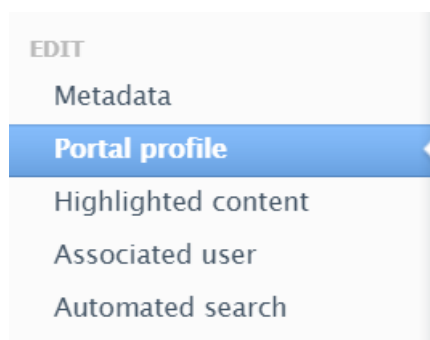 EDIT
Metadata
Portal profile
Highlighted content
Associated user
Automated search